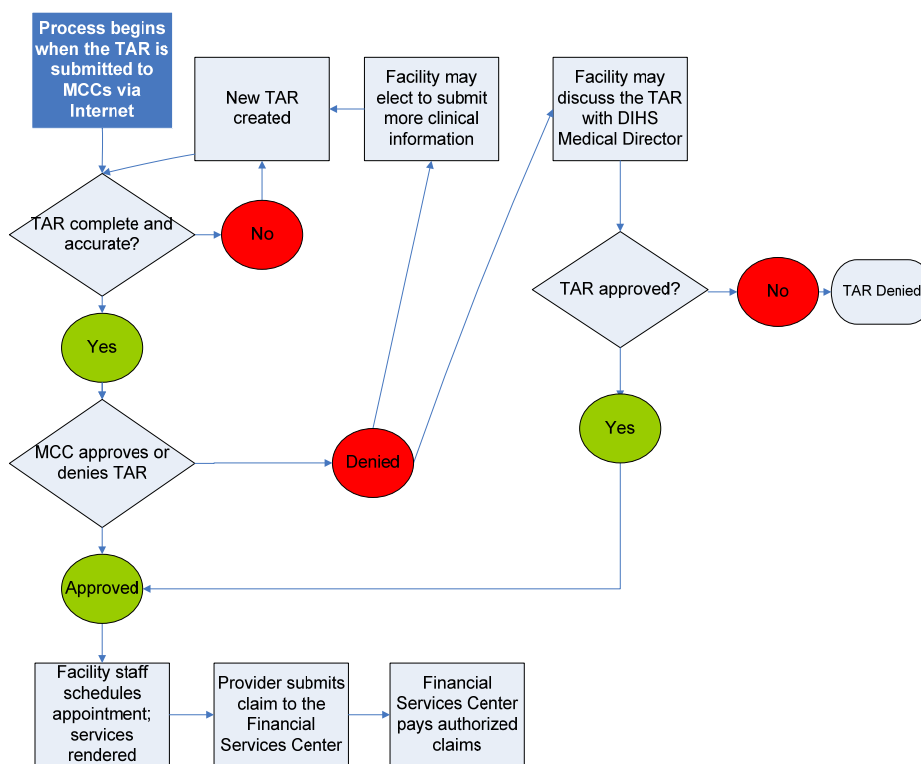 Process begins
when the TAR is
submitted to
MCCs via
Internet
New TAR
created
Facility may
elect to submit
more clinical
information
Facility may
discuss the TAR
with DIHS
Medical Director
TAR complete and
accurate?
No
TAR approved?
No
TAR Denied
Yes
Yes
MCC approves or
denies TAR
Denied
Approved
Facility staff
schedules
appointment;
services
rendered
Provider submits
claim to the
Financial
Services Center
Financial
Services Center
pays authorized
claims